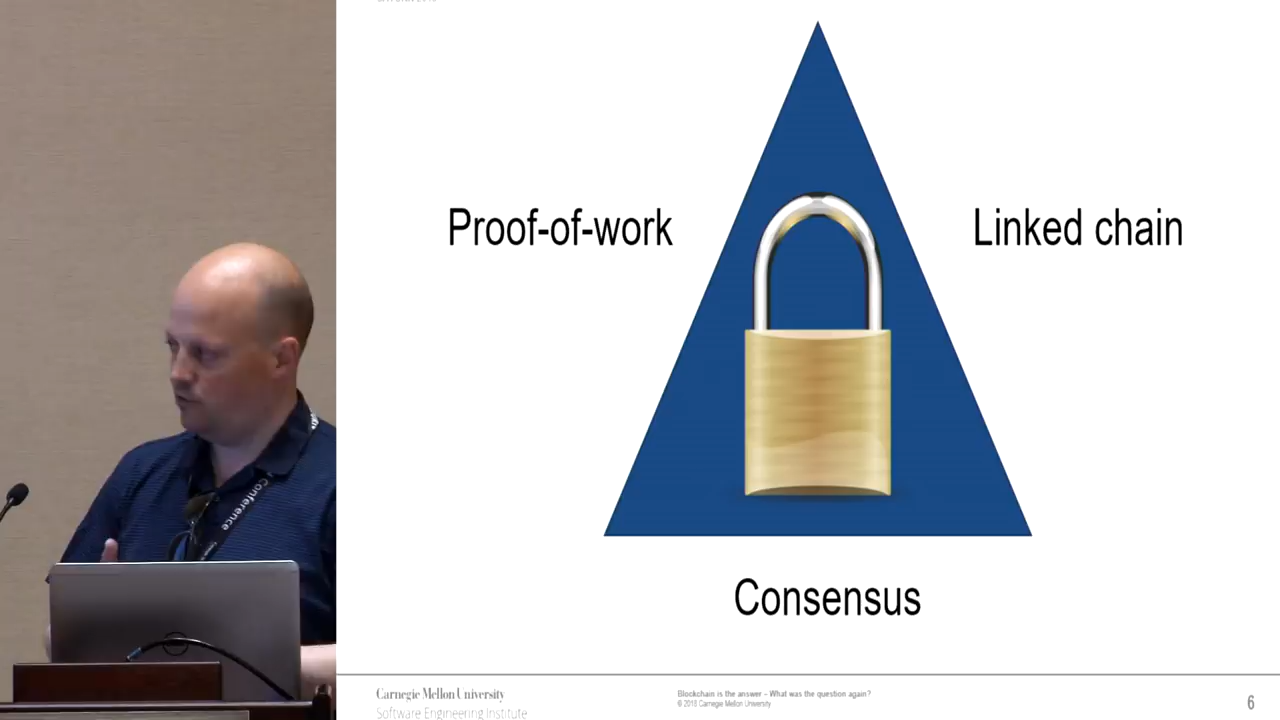 Proof-of-work
Linked chain
Consensus
Conference
Carnegie Mellon University
Software Engineering Institute
Blockchain is the answer – What was the question again?
© 2018 Carnegie Mellon University
6